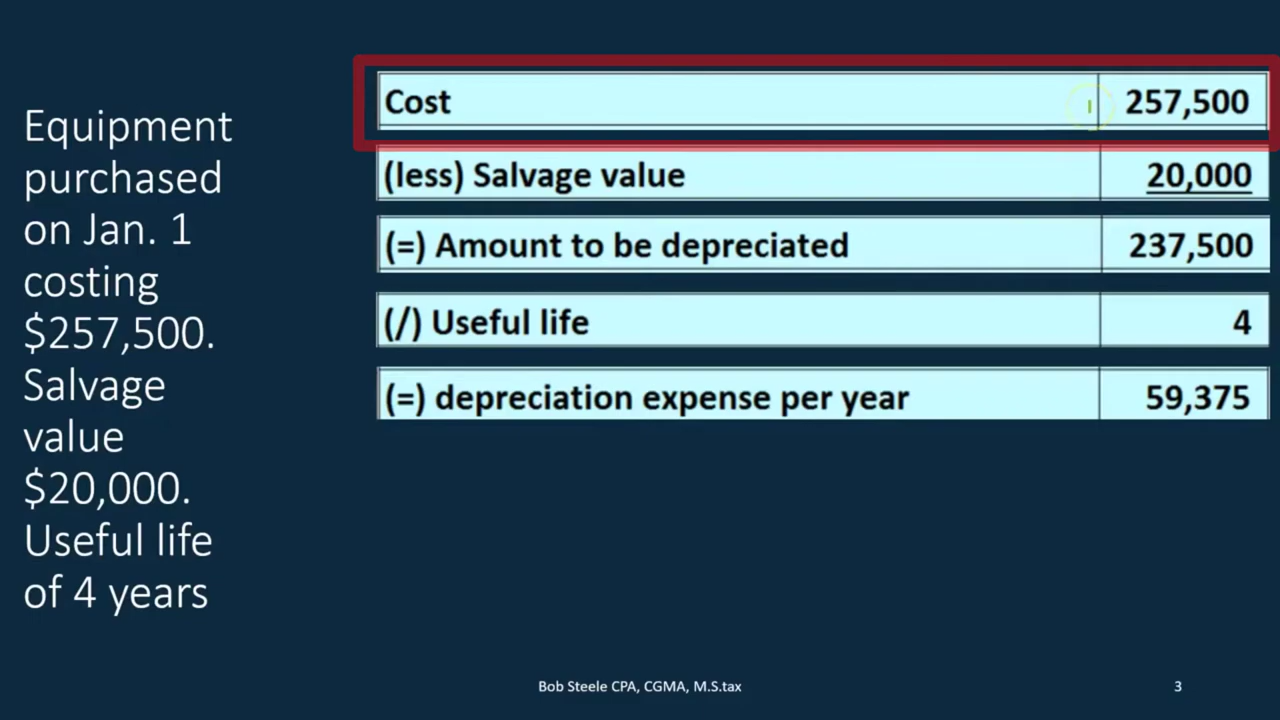 Equipment
purchased
on Jan. 1
costing
$257,500.
Salvage
value
$20,000.
Useful life
of 4 years
Cost 257,500
(less) Salvage value 20,000
(=) Amount to be depreciated 237,500
(/) Useful life 4
(=) depreciation expense per year 59,375
Bob Steele CPA, CGMA, M.S.tax 3